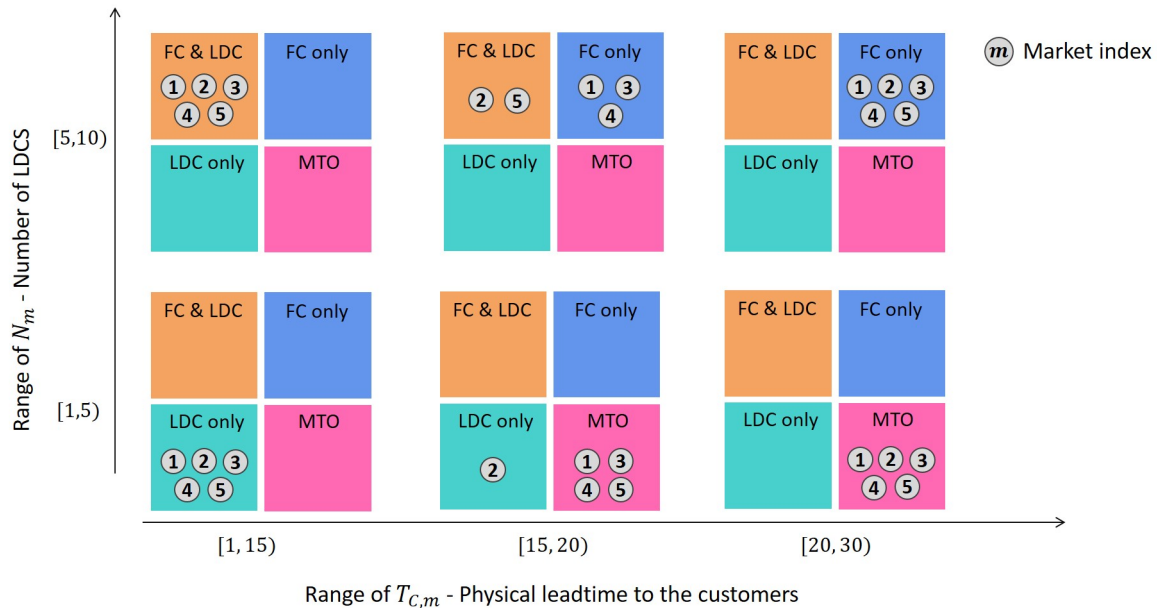 FC & LDC FC only FC & LDC FC only FC & LDC FC only m Market index
1 2 3 2 5 1 3 1 2 3
4 5 4 4 5
[5,10)
LDC only MTO LDC only MTO LDC only MTO
Range of N_m - Number of LDCS
FC & LDC FC only FC & LDC FC only FC & LDC FC only
[1,5)
LDC only MTO LDC only MTO LDC only MTO
1 2 3 2 1 3 1 2 3
4 5 4 5 4 5
[1, 15) [15, 20) [20, 30)
Range of T_{C,m} - Physical leadtime to the customers